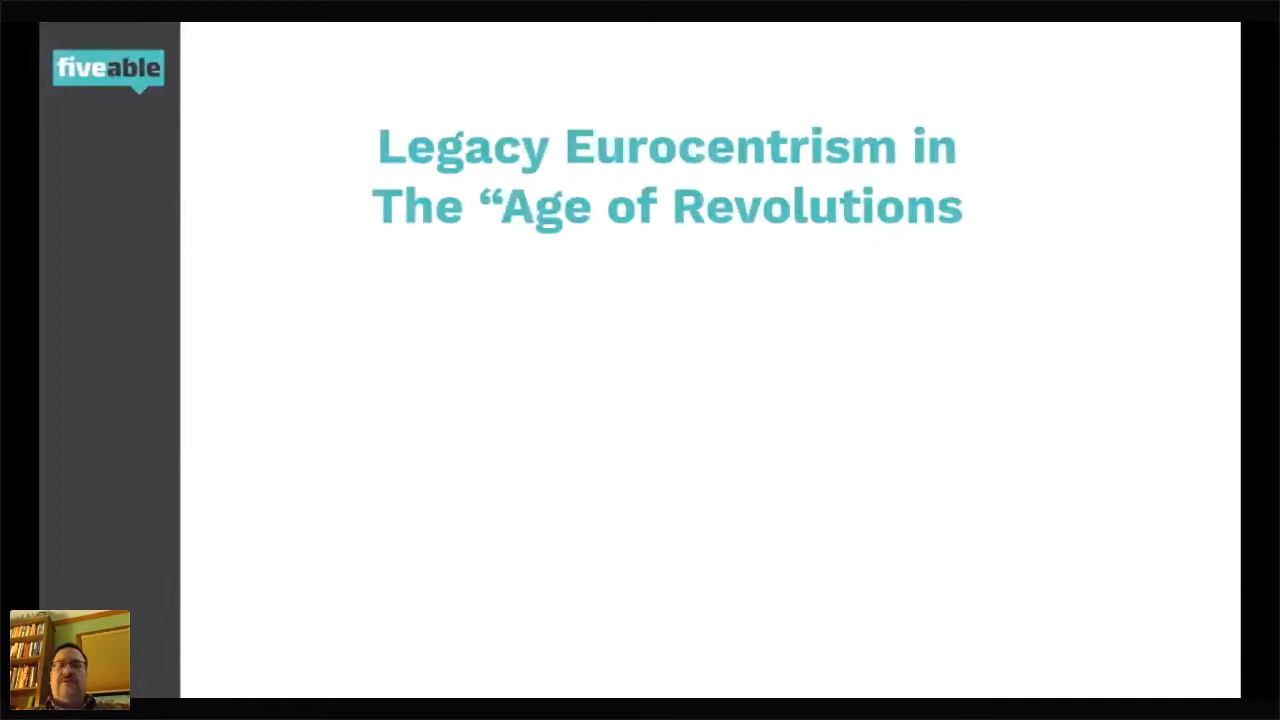 fiveable
Legacy Eurocentrism in
The “Age of Revolutions